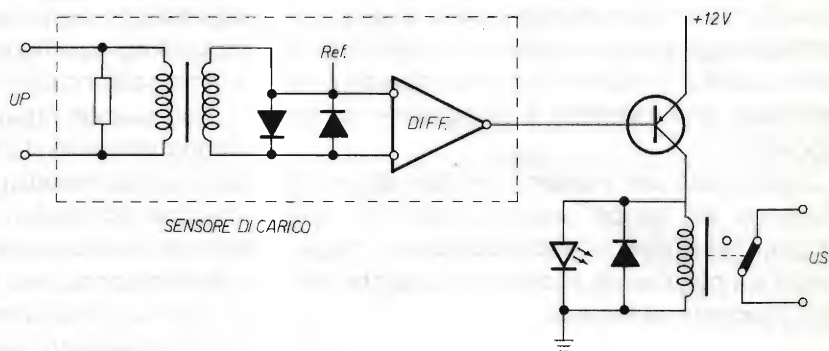 +12V
Ref.
UP
DIFF.
SENSORE DI CARICO
US